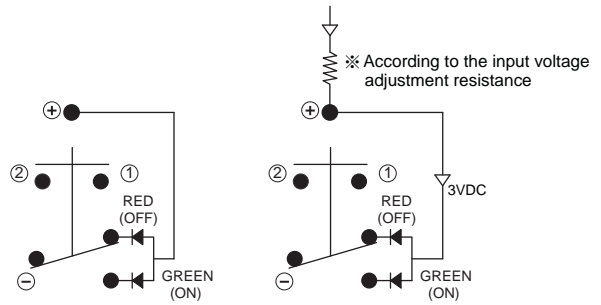 ※ According to the input voltage
adjustment resistance
⊕
⊕
② ①
② ①
3VDC
RED
(OFF)
RED
(OFF)
⊖
GREEN
(ON)
⊖
GREEN
(ON)